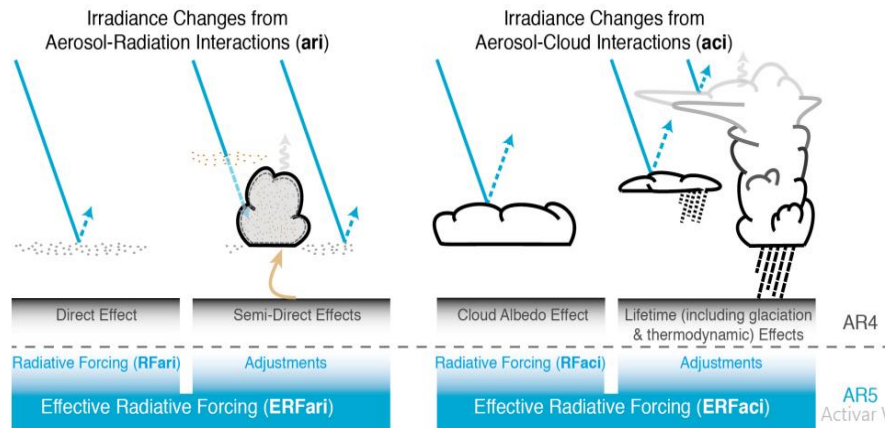 Irradiance Changes from
Aerosol-Radiation Interactions (ari)
Irradiance Changes from
Aerosol-Cloud Interactions (aci)
Direct Effect
Semi-Direct Effects
Cloud Albedo Effect
Lifetime (including glaciation
& thermodynamic) Effects
AR4
Radiative Forcing (RFari)
Adjustments
Radiative Forcing (RFaci)
Adjustments
AR5
Effective Radiative Forcing (ERFari)
Effective Radiative Forcing (ERFaci)
Activar